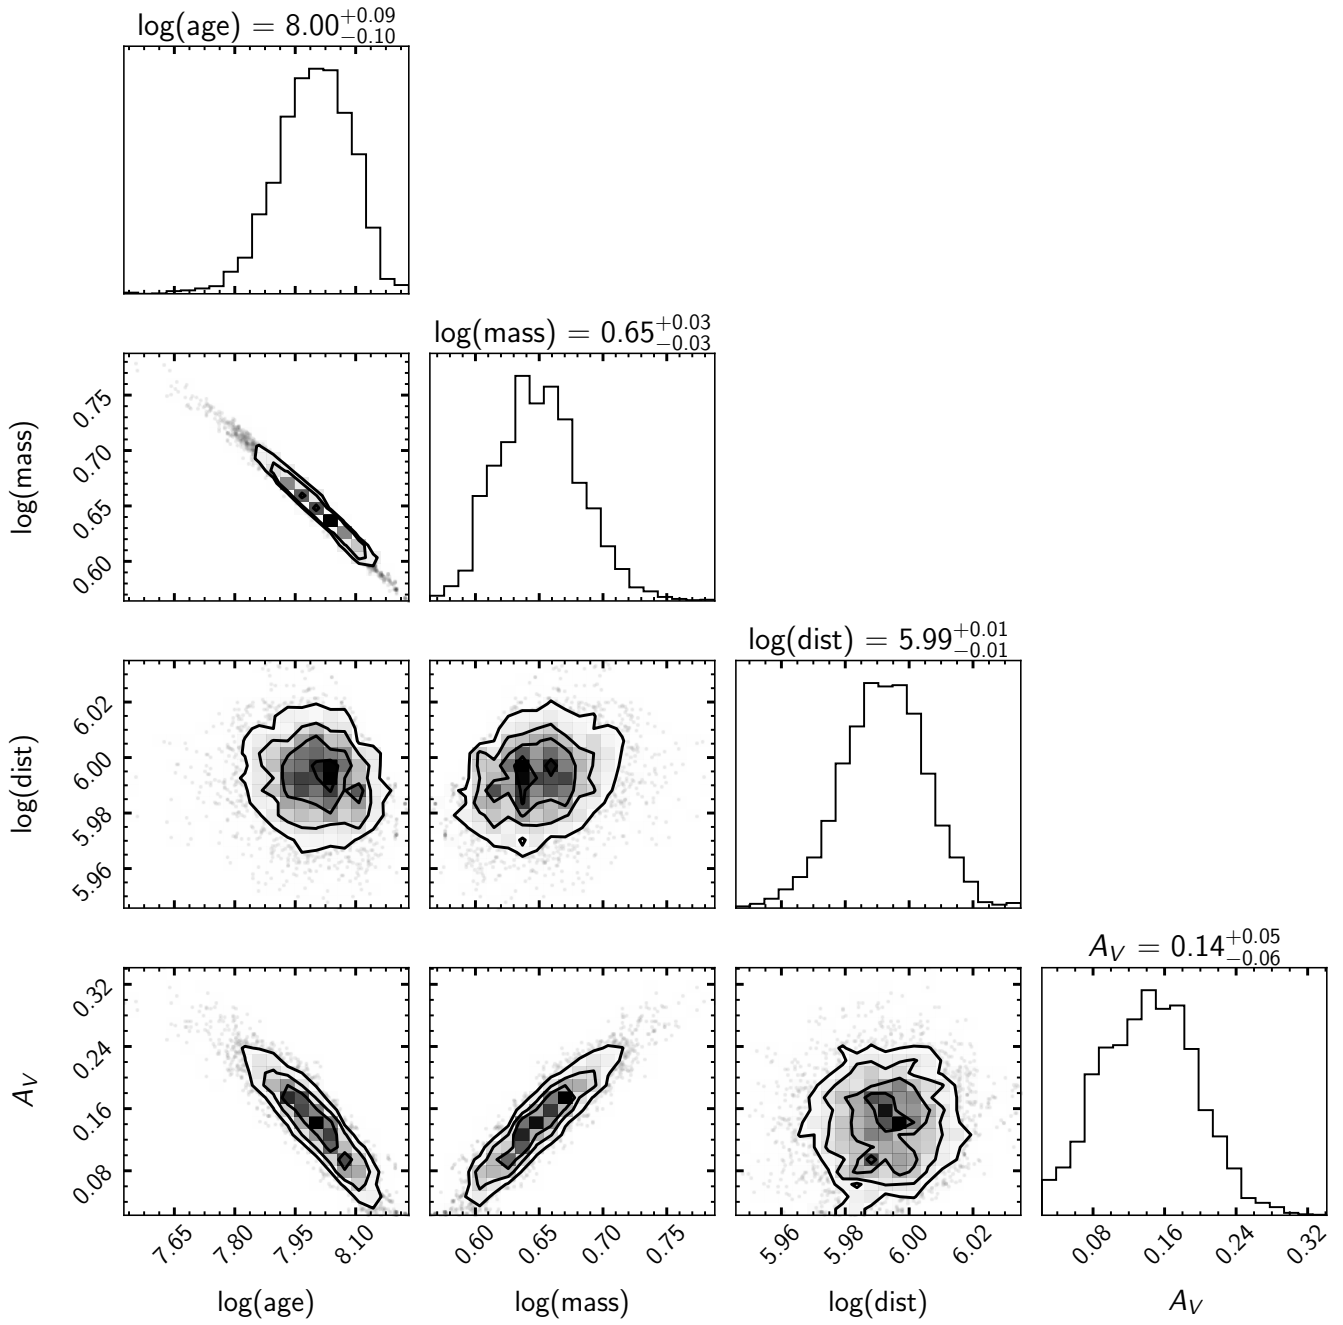 log(age) = 8.00^{+0.09}_{-0.10}
log(mass) = 0.65^{+0.03}_{-0.03}
log(mass)
0.75
0.70
0.65
0.60
log(dist) = 5.99^{+0.01}_{-0.01}
log(dist)
6.02
6.00
5.98
5.96
A_V = 0.14^{+0.05}_{-0.06}
A_V
0.32
0.24
0.16
0.08
7.65 7.80 7.95 8.10 0.60 0.65 0.70 0.75 5.96 5.98 6.00 6.02 0.08 0.16 0.24 0.32
log(age) log(mass) log(dist) A_V